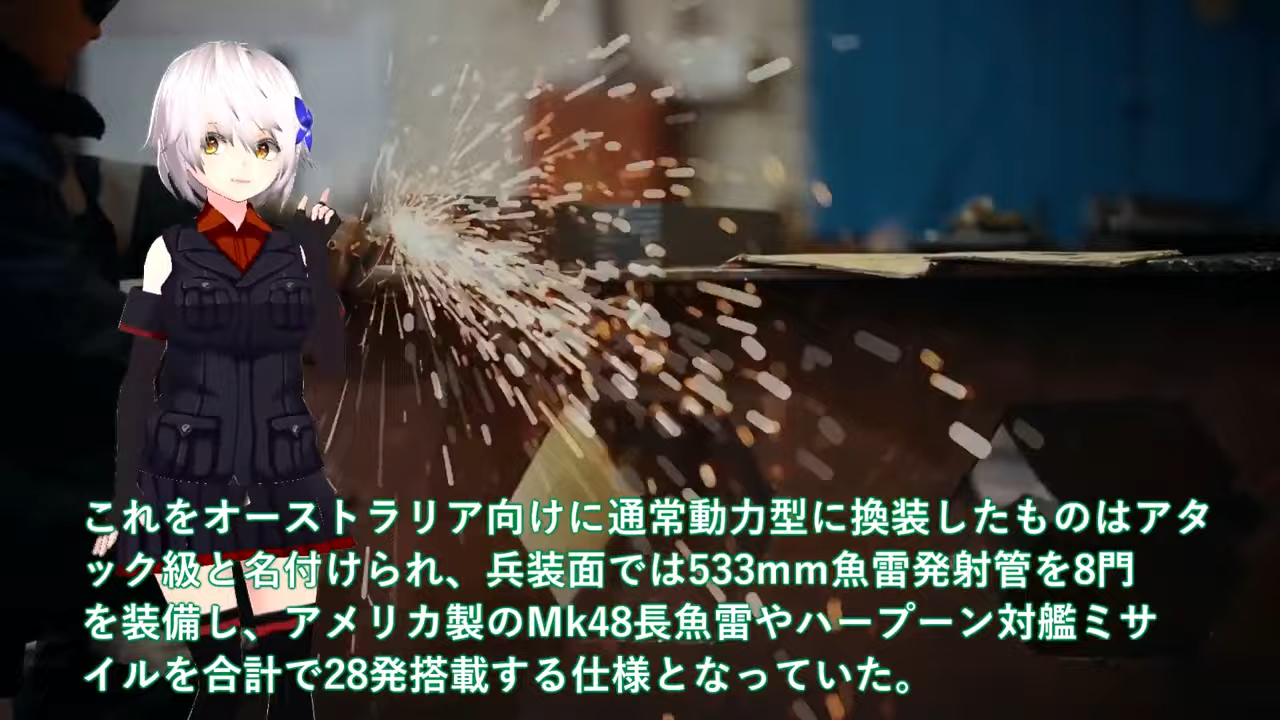 これをオーストラリア向けに通常動力型に換装したものはアタ
ック級と名付けられ、兵装面では533mm魚雷発射管を8門
を装備し、アメリカ製のMk48長魚雷やハープーン対艦ミサ
イルを合計で28発搭載する仕様となっていた。